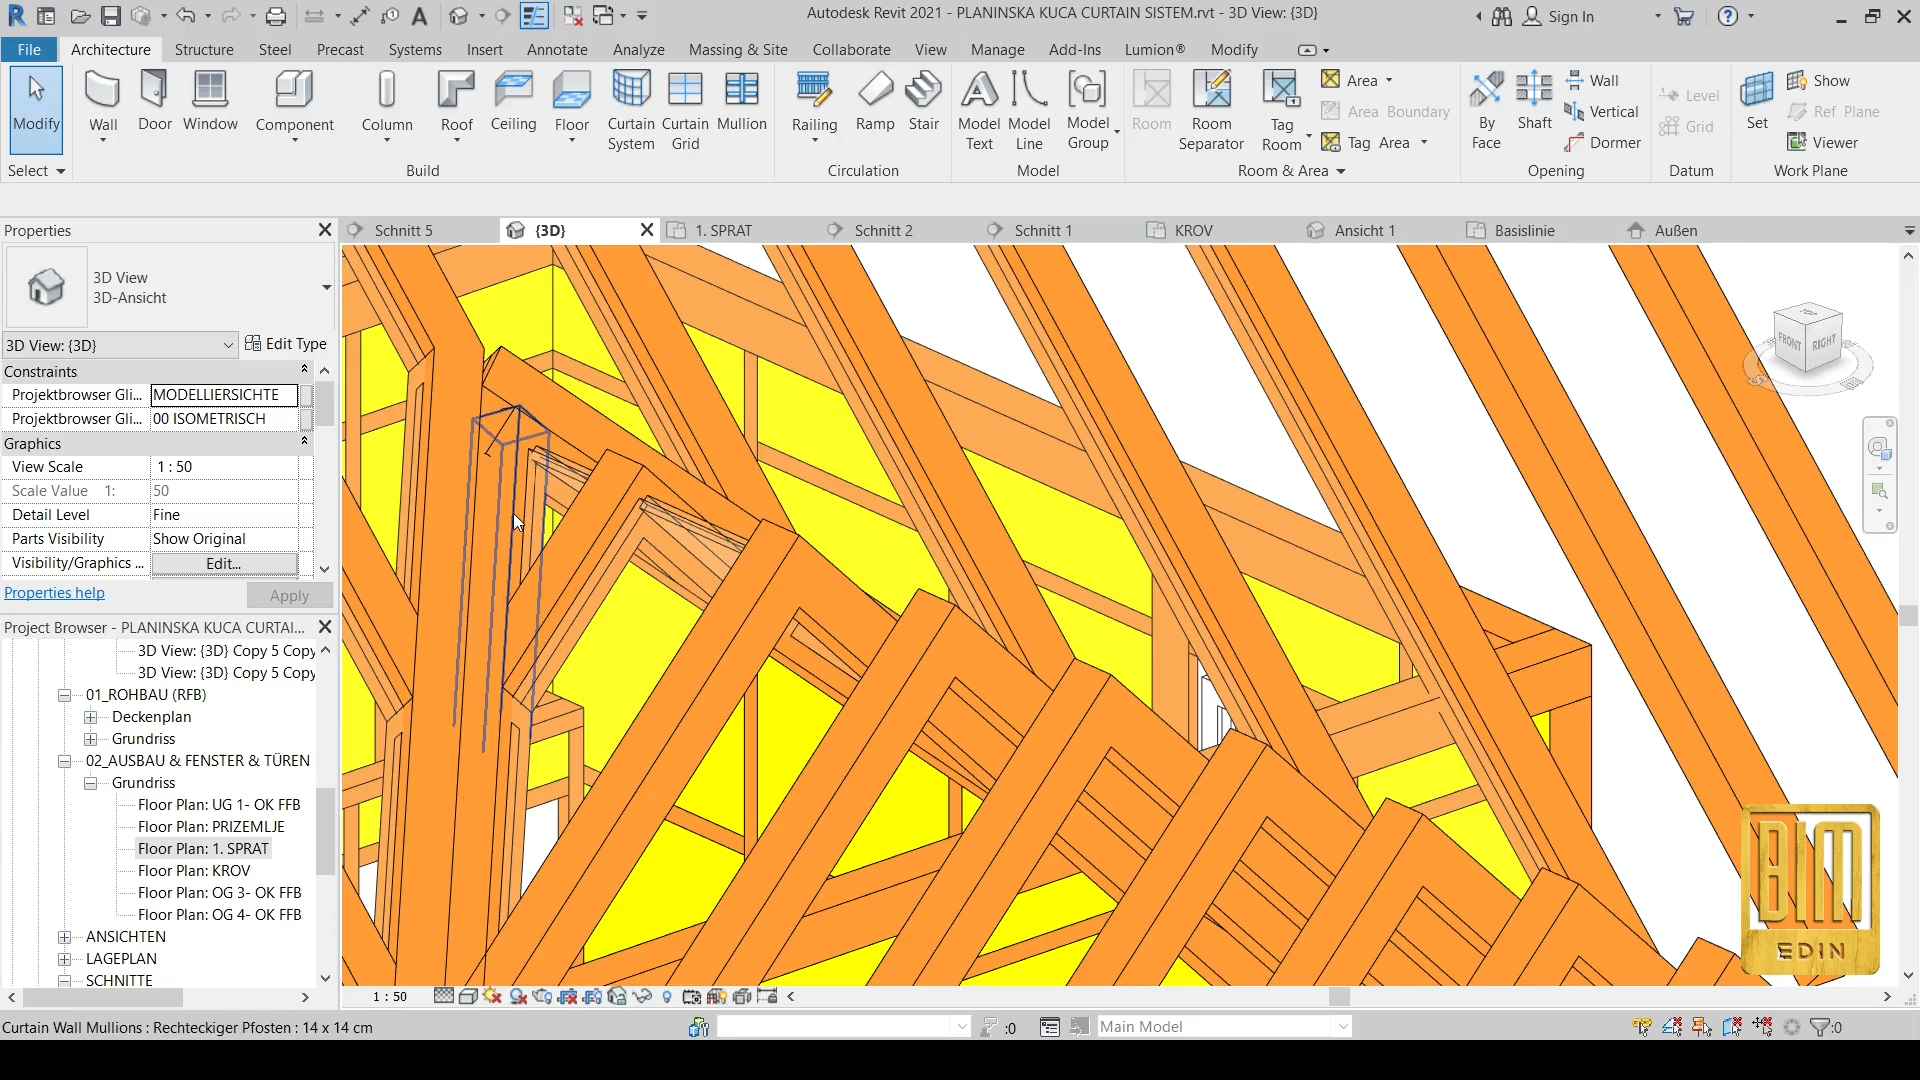 Autodesk Revit 2021 - PLANINSKA KUCA CURTAIN SISTEM.rvt - 3D View: {3D}
Sign In
File Architecture Structure Steel Precast Systems Insert Annotate Analyze Massing & Site Collaborate View Manage Add-Ins Lumion® Modify
Modify
Wall
Door
Window
Component
Column
Roof
Ceiling
Floor
Curtain System
Curtain Grid
Mullion
Railing
Ramp
Stair
Model Text
Model Line
Model Group
Room
Room Separator
Tag Room
Area
Area Boundary
Tag Area
By Face
Shaft
Wall
Vertical
Dormer
Level
Grid
Set
Show
Ref Plane
Viewer
Select Build Circulation Model Room & Area Opening Datum Work Plane
Properties
Schnitt 5 {3D} 1. SPRAT Schnitt 2 Schnitt 1 KROV Ansicht 1 Basislinie Außen
3D View
3D-Ansicht
3D View: {3D} Edit Type
Constraints
Projektbrowser Gli... MODELLIERSICHTE
Projektbrowser Gli... 00 ISOMETRISCH
Graphics
View Scale 1 : 50
Scale Value 1: 50
Detail Level Fine
Parts Visibility Show Original
Visibility/Graphics ... Edit...
Properties help Apply
Project Browser - PLANINSKA KUCA CURTAI...
3D View: {3D} Copy 5 Copy
3D View: {3D} Copy 5 Copy
01_ROHBAU (RFB)
Deckenplan
Grundriss
02_AUSBAU & FENSTER & TÜREN
Grundriss
Floor Plan: UG 1- OK FFB
Floor Plan: PRIZEMLJE
Floor Plan: 1. SPRAT
Floor Plan: KROV
Floor Plan: OG 3- OK FFB
Floor Plan: OG 4- OK FFB
ANSICHTEN
LAGEPLAN
SCHNITTE
FRONT RIGHT
BIM
EDIN
1 : 50
Curtain Wall Mullions : Rechteckiger Pfosten : 14 x 14 cm
:0
Main Model
:0